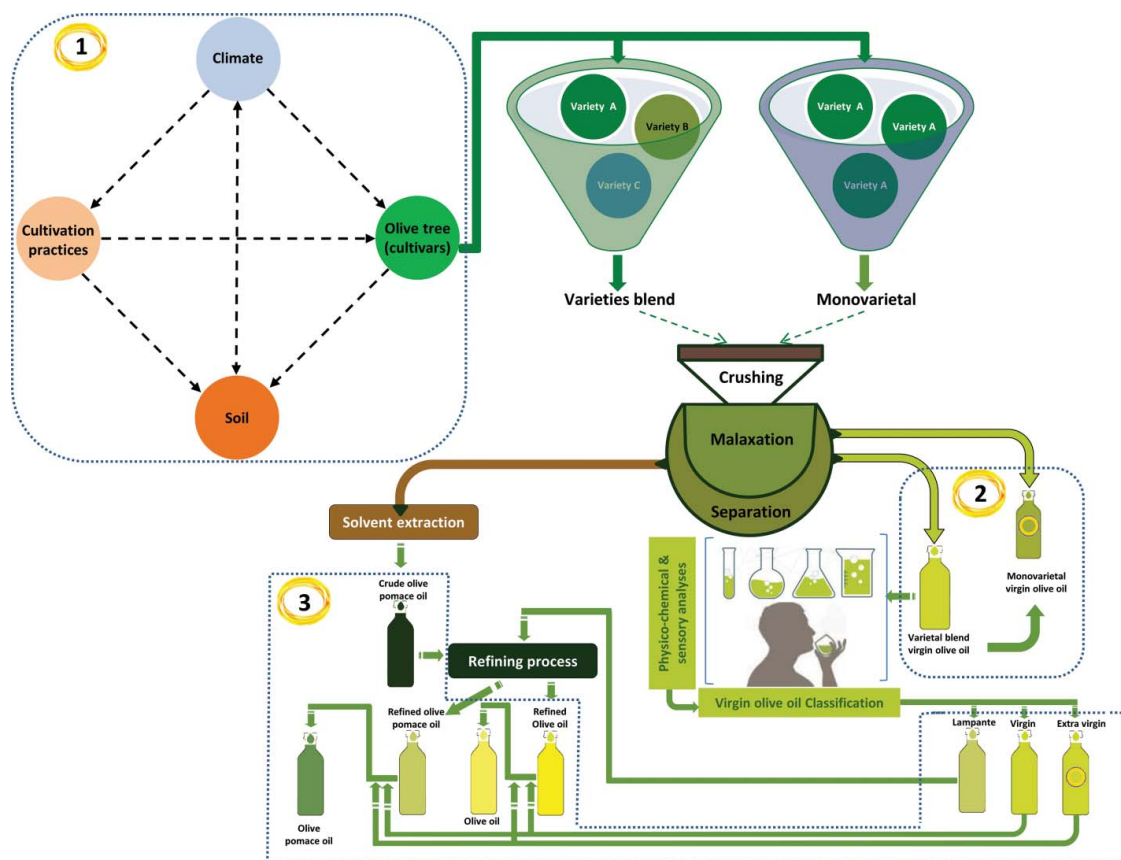 1
Climate
Cultivation
practices
Olive tree
(cultivars)
Soil
Variety A
Variety B
Variety C
Variety A
Variety A
Variety A
Varieties blend
Monovarietal
Crushing
Malaxation
Separation
2
Monovarietal
virgin olive oil
Varietal blend
virgin olive oil
Solvent extraction
Physico-chemical &
sensory analyses
3
Crude olive
pomace oil
Refining process
Virgin olive oil Classification
Refined olive
pomace oil
Refined
Olive oil
Lampante
Virgin
Extra virgin
Olive oil
Olive
pomace oil